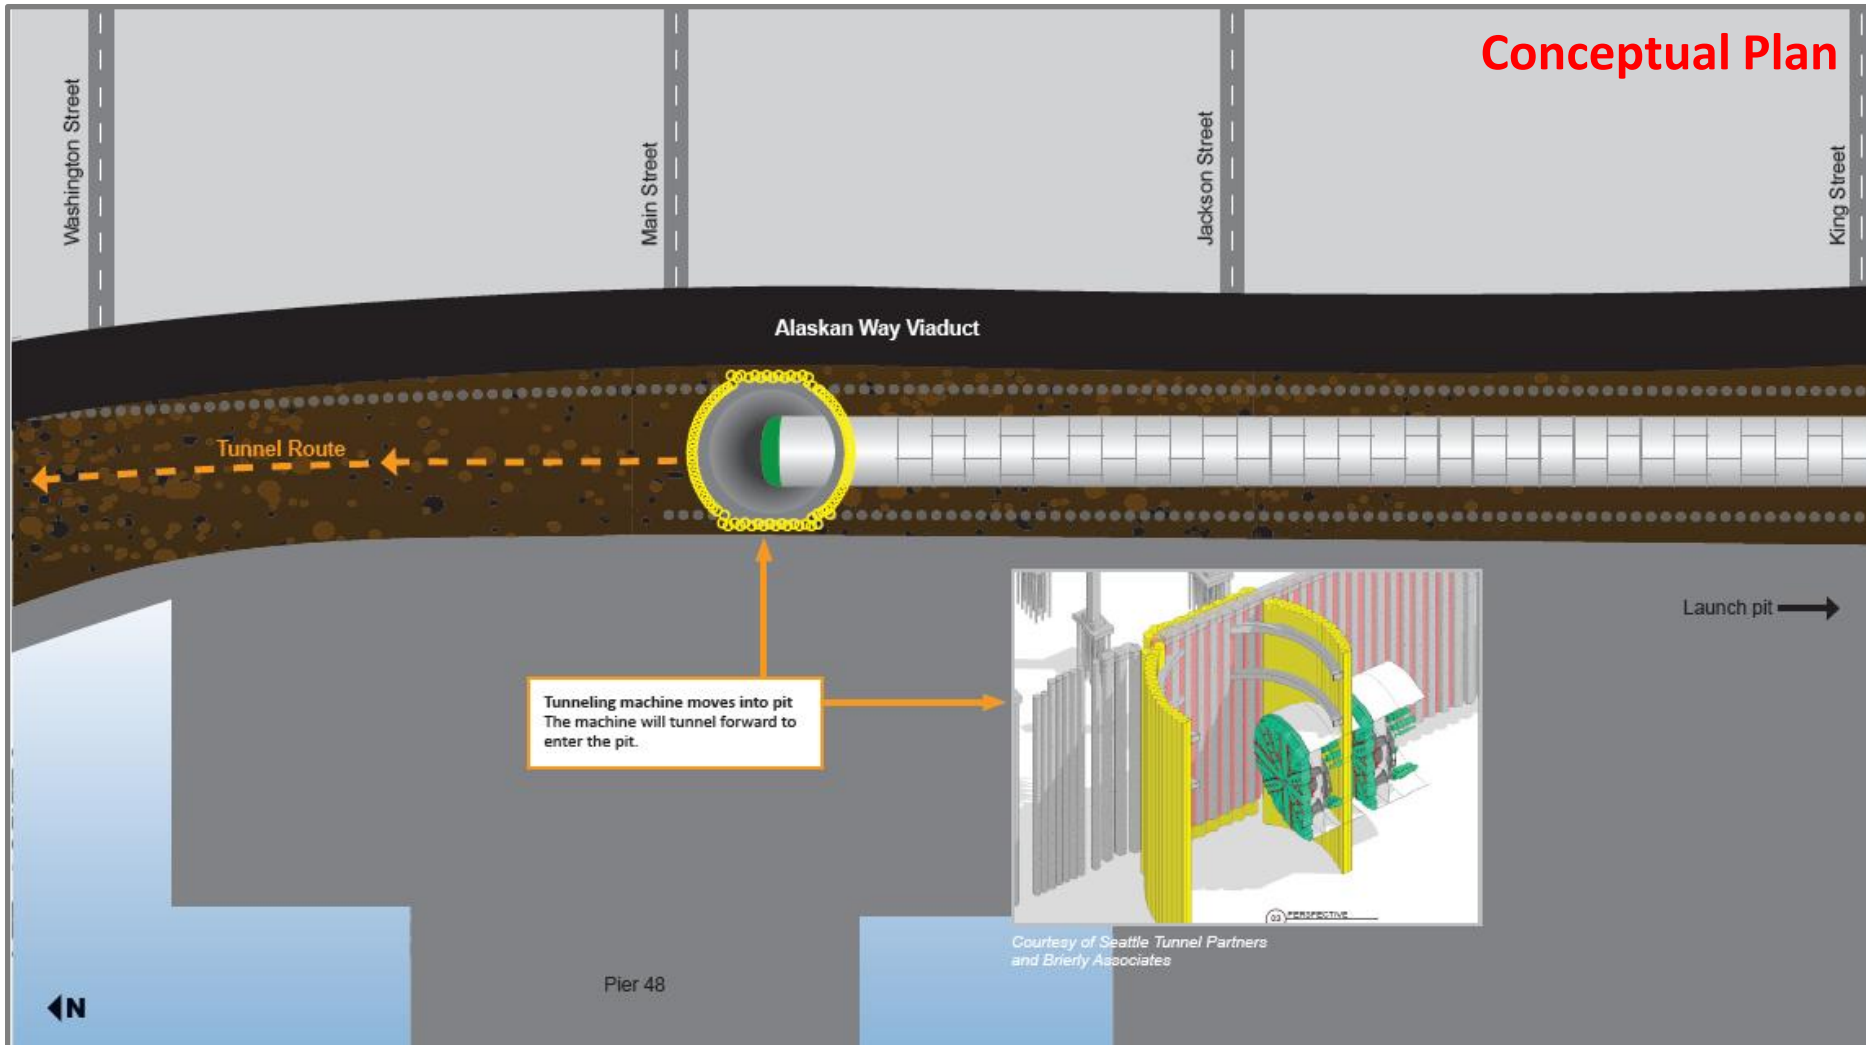 Conceptual Plan
Washington Street
Main Street
Jackson Street
King Street
Alaskan Way Viaduct
Tunnel Route
Launch pit
Tunneling machine moves into pit
The machine will tunnel forward to
enter the pit.
03 PERSPECTIVE
Courtesy of Seattle Tunnel Partners
and Brierly Associates
Pier 48
N